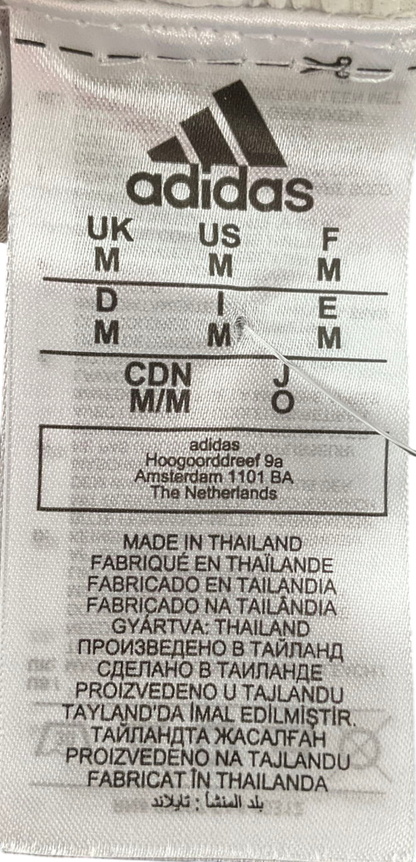 adidas
UK US F
M M M
D I E
M M M
CDN J
M/M O
adidas
Hoogoorddreef 9a
Amsterdam 1101 BA
The Netherlands
MADE IN THAILAND
FABRIQUÉ EN THAÏLANDE
FABRICADO EN TAILANDIA
FABRICADO NA TAILÂNDIA
GYÁRTVA: THAILAND
ПРОИЗВЕДЕНО В ТАЙЛАНД
СДЕЛАНО В ТАИЛАНДЕ
PROIZVEDENO U TAJLANDU
TAYLAND'DA İMAL EDİLMİŞTİR.
ТАЙЛАНДТА ЖАСАЛҒАН
PROIZVEDENO NA TAJLANDU
FABRICAT ÎN THAILANDA
بلد المنشأ : تايلاند